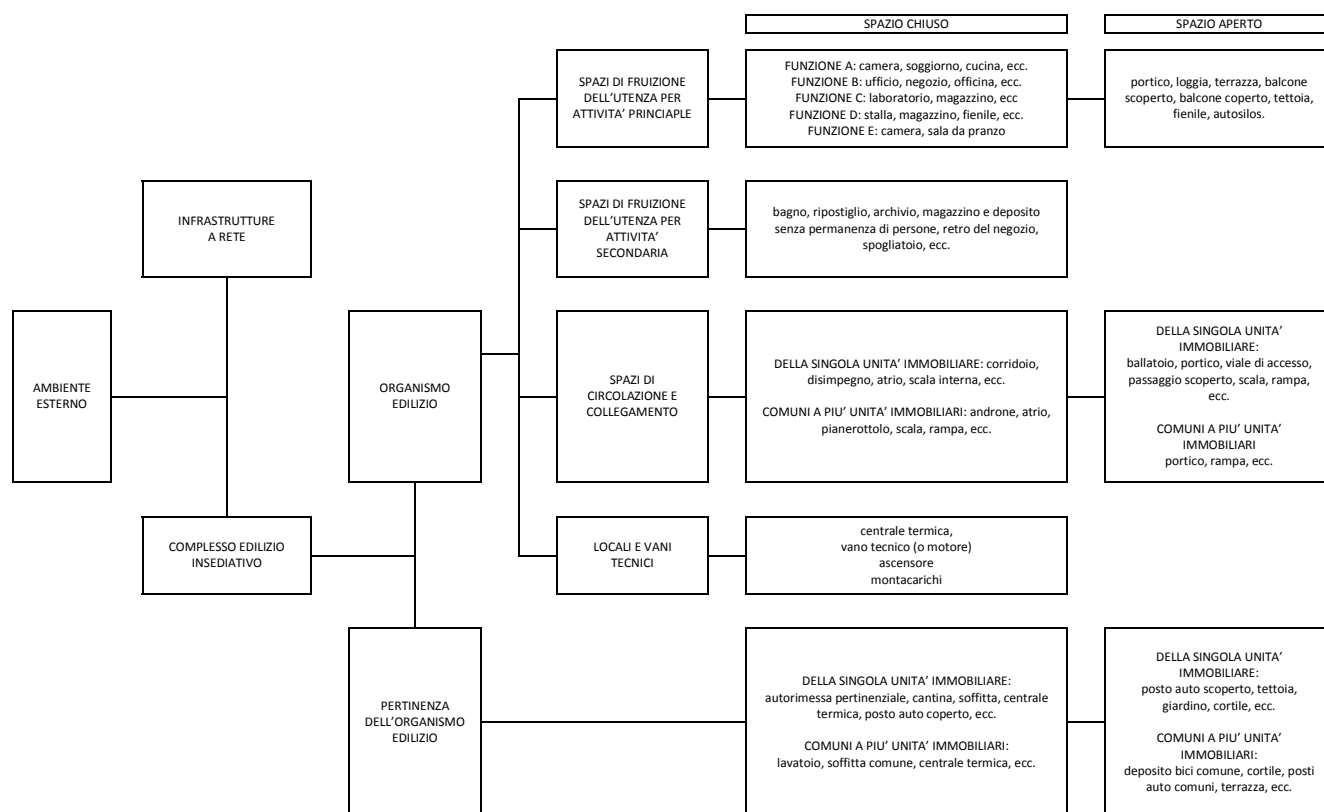 SPAZIO CHIUSO
SPAZIO APERTO
SPAZI DI FRUIZIONE
DELL'UTENZA PER
ATTIVITA' PRINCIAPLE
FUNZIONE A: camera, soggiorno, cucina, ecc.
FUNZIONE B: ufficio, negozio, officina, ecc.
FUNZIONE C: laboratorio, magazzino, ecc
FUNZIONE D: stalla, magazzino, fienile, ecc.
FUNZIONE E: camera, sala da pranzo
portico, loggia, terrazza, balcone
scoperto, balcone coperto, tettoia,
fienile, autosilos.
INFRASTRUTTURE
A RETE
SPAZI DI FRUIZIONE
DELL'UTENZA PER
ATTIVITA'
SECONDARIA
bagno, ripostiglio, archivio, magazzino e deposito
senza permanenza di persone, retro del negozio,
spogliatoio, ecc.
AMBIENTE
ESTERNO
ORGANISMO
EDILIZIO
SPAZI DI
CIRCOLAZIONE E
COLLEGAMENTO
DELLA SINGOLA UNITA' IMMOBILIARE: corridoio,
disimpegno, atrio, scala interna, ecc.
COMUNI A PIU' UNITA' IMMOBILIARI: androne, atrio,
pianerottolo, scala, rampa, ecc.
DELLA SINGOLA UNITA'
IMMOBILIARE:
ballatoio, portico, viale di accesso,
passaggio scoperto, scala, rampa,
ecc.
COMUNI A PIU' UNITA'
IMMOBILIARI
portico, rampa, ecc.
COMPLESSO EDILIZIO
INSEDIATIVO
LOCALI E VANI
TECNICI
centrale termica,
vano tecnico (o motore)
ascensore
montacarichi
PERTINENZA
DELL'ORGANISMO
EDILIZIO
DELLA SINGOLA UNITA' IMMOBILIARE:
autorimessa pertinenziale, cantina, soffitta, centrale
termica, posto auto coperto, ecc.
COMUNI A PIU' UNITA' IMMOBILIARI:
lavatoio, soffitta comune, centrale termica, ecc.
DELLA SINGOLA UNITA'
IMMOBILIARE:
posto auto scoperto, tettoia,
giardino, cortile, ecc.
COMUNI A PIU' UNITA'
IMMOBILIARI:
deposito bici comune, cortile, posti
auto comuni, terrazza, ecc.